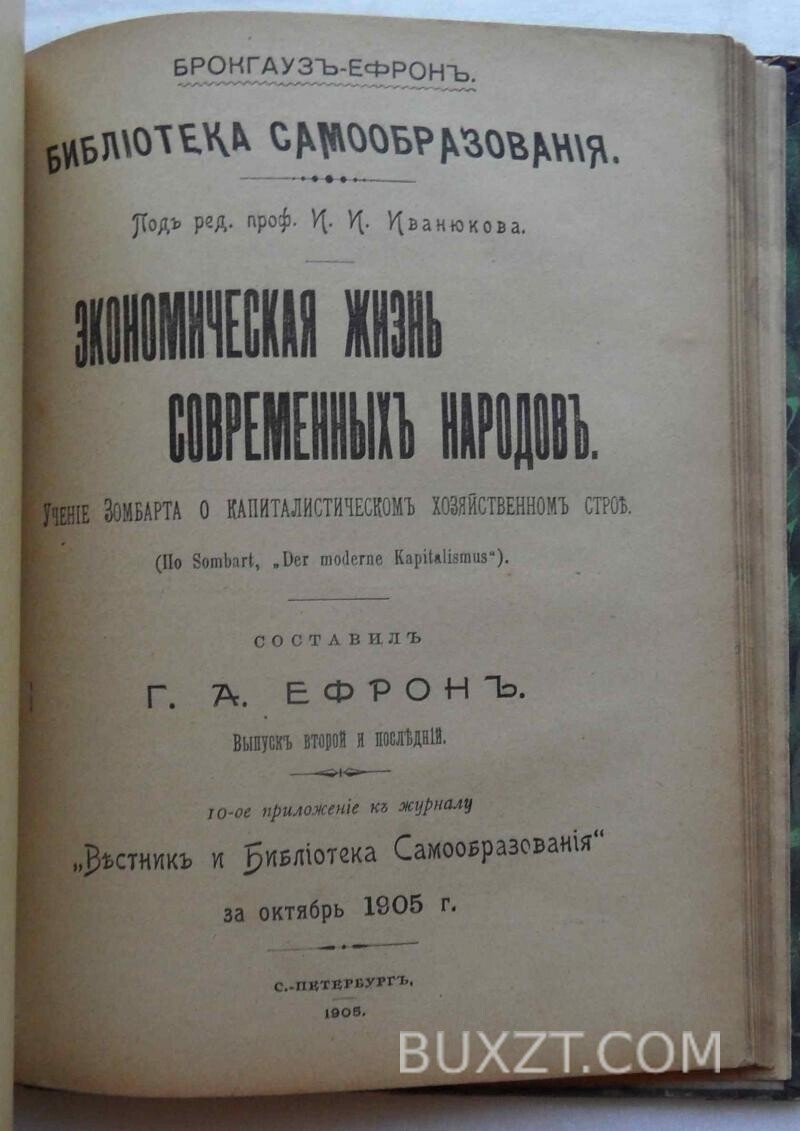 БРОКГАУЗЪ-ЕФРОНЪ.
БИБЛІОТЕКА САМООБРАЗОВАНІЯ.
Подъ ред. проф. И. И. Иванюкова.
ЭКОНОМИЧЕСКАЯ ЖИЗНЬ
СОВРЕМЕННЫХЪ НАРОДОВЪ.
Ученіе Зомбарта о капиталистическомъ хозяйственномъ строѣ.
(По Sombart, „Der moderne Kapitalismus“).
СОСТАВИЛЪ
Г. А. ЕФРОНЪ.
Выпускъ второй и послѣдній.
10-ое приложеніе къ журналу
„Вѣстникъ и Библіотека Самообразованія“
за октябрь 1905 г.
С.-ПЕТЕРБУРГЪ,
1905.
BUXZT.COM